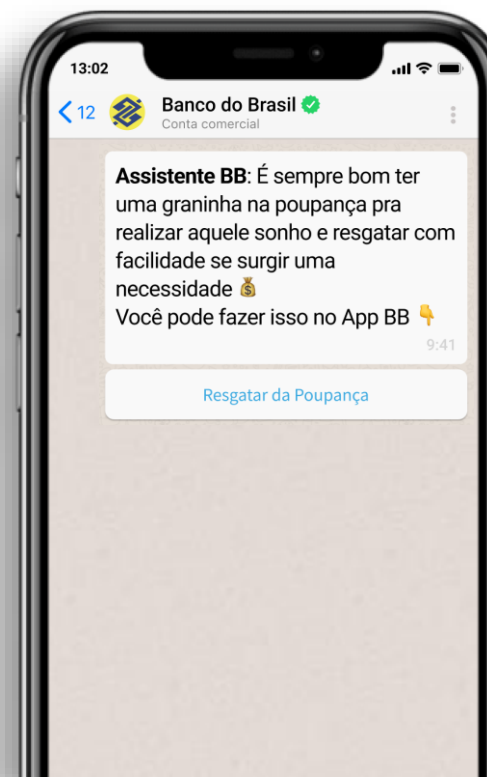 13:02
12
Banco do Brasil
Conta comercial
Assistente BB: É sempre bom ter
uma graninha na poupança pra
realizar aquele sonho e resgatar com
facilidade se surgir uma
necessidade 💰
Você pode fazer isso no App BB 👇
9:41
Resgatar da Poupança